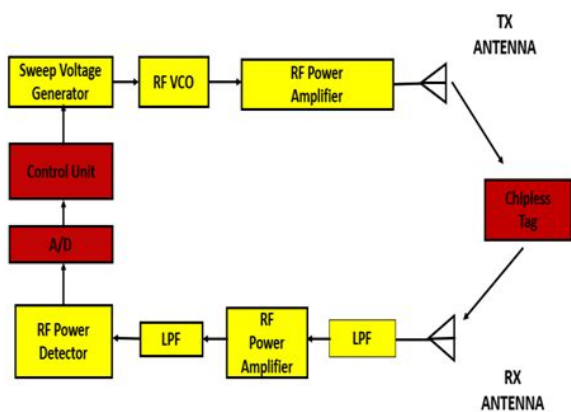 TX
ANTENNA
Sweep Voltage
Generator
RF VCO
RF Power
Amplifier
Control Unit
Chipless
Tag
A/D
RF Power
Detector
LPF
RF
Power
Amplifier
LPF
RX
ANTENNA